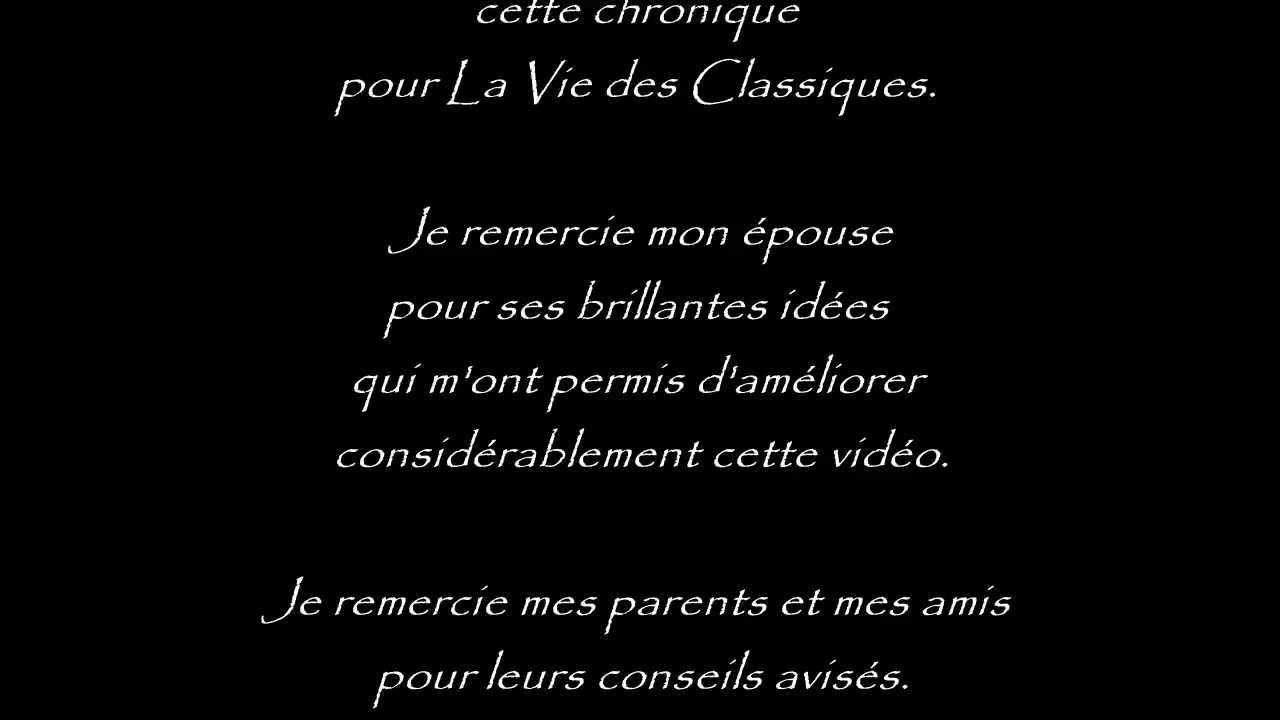 cette chronique
pour La Vie des Classiques.
Je remercie mon épouse
pour ses brillantes idées
qui m'ont permis d'améliorer
considérablement cette vidéo.
Je remercie mes parents et mes amis
pour leurs conseils avisés.